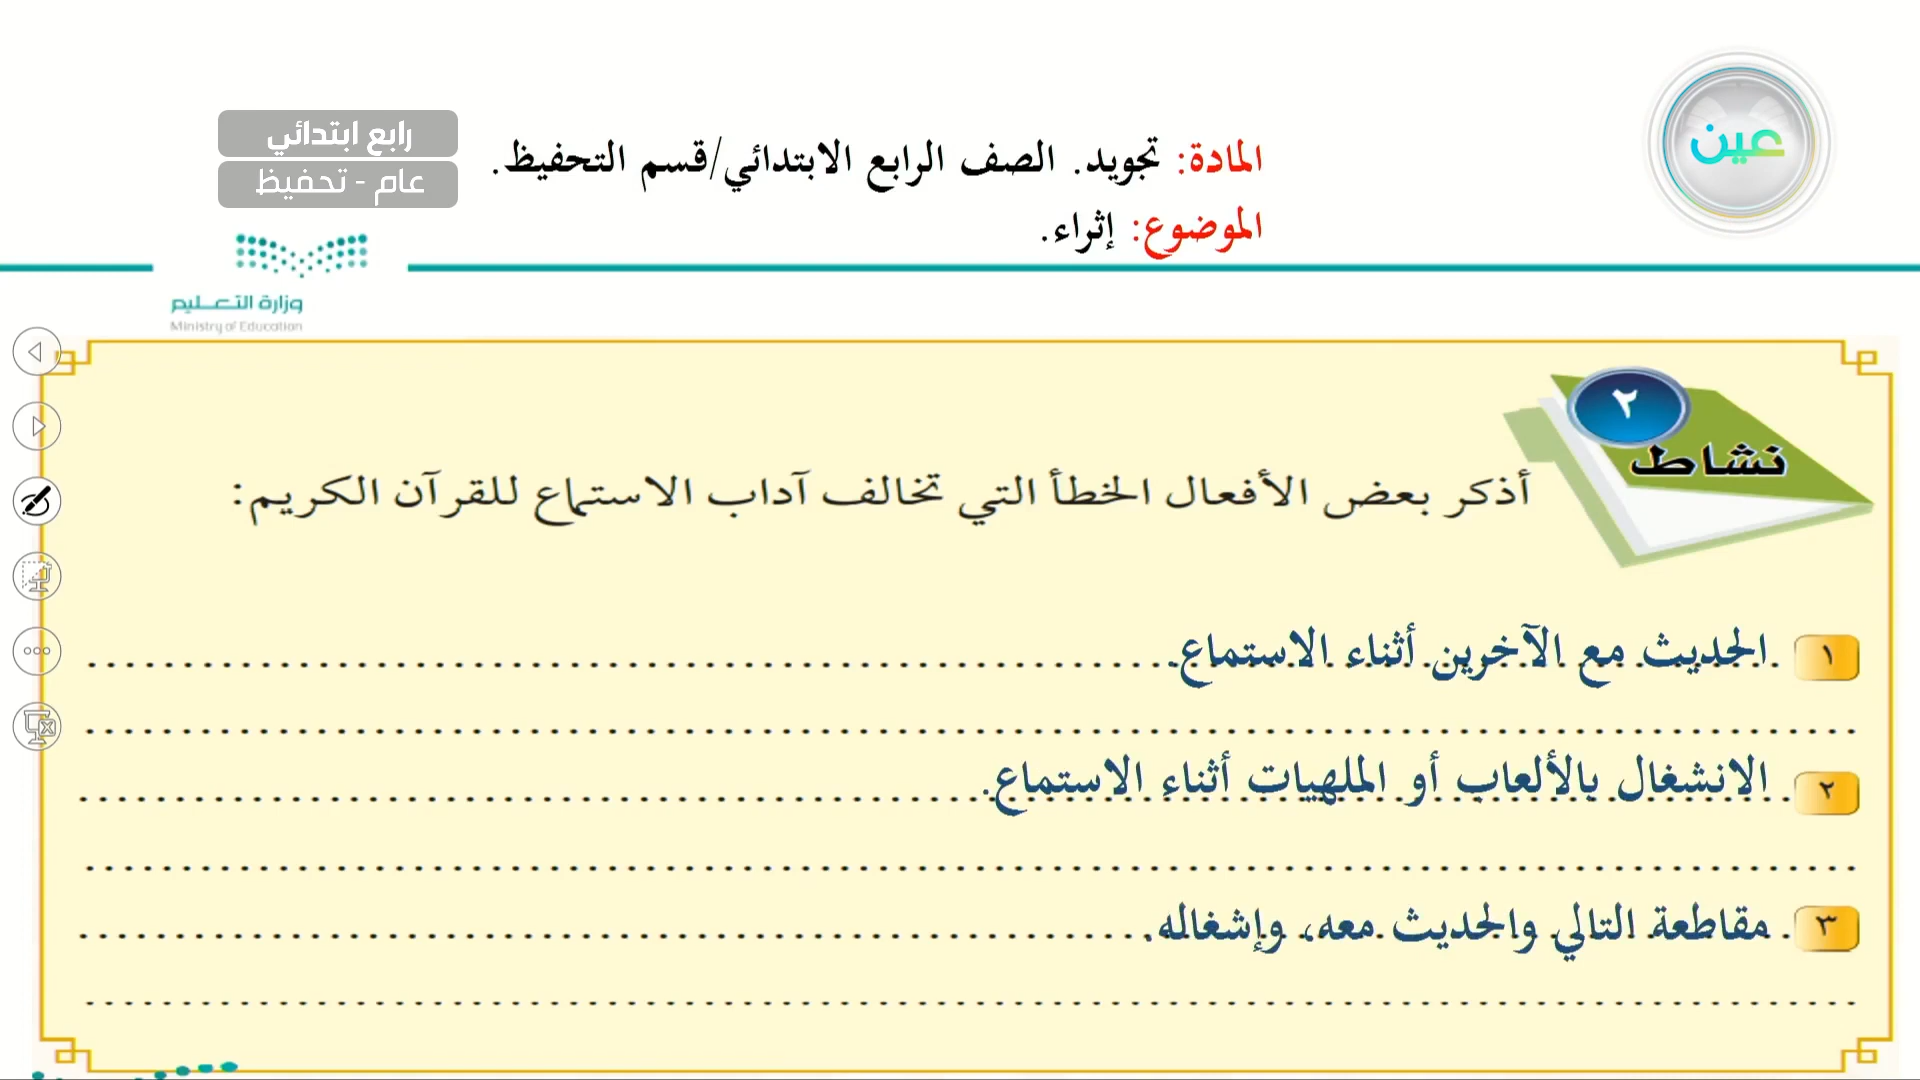 عين
رابع ابتدائي
عام - تحفيظ
المادة: تجويد. الصف الرابع الابتدائي/قسم التحفيظ.
الموضوع: إثراء.
وزارة التعـليم
Ministry of Education
نشاط ٢
أذكر بعض الأفعال الخطأ التي تخالف آداب الاستماع للقرآن الكريم:
١ الحديث مع الآخرين أثناء الاستماع.
٢ الانشغال بالألعاب أو الملهيات أثناء الاستماع.
٣ مقاطعة التالي والحديث معه، وإشغاله.